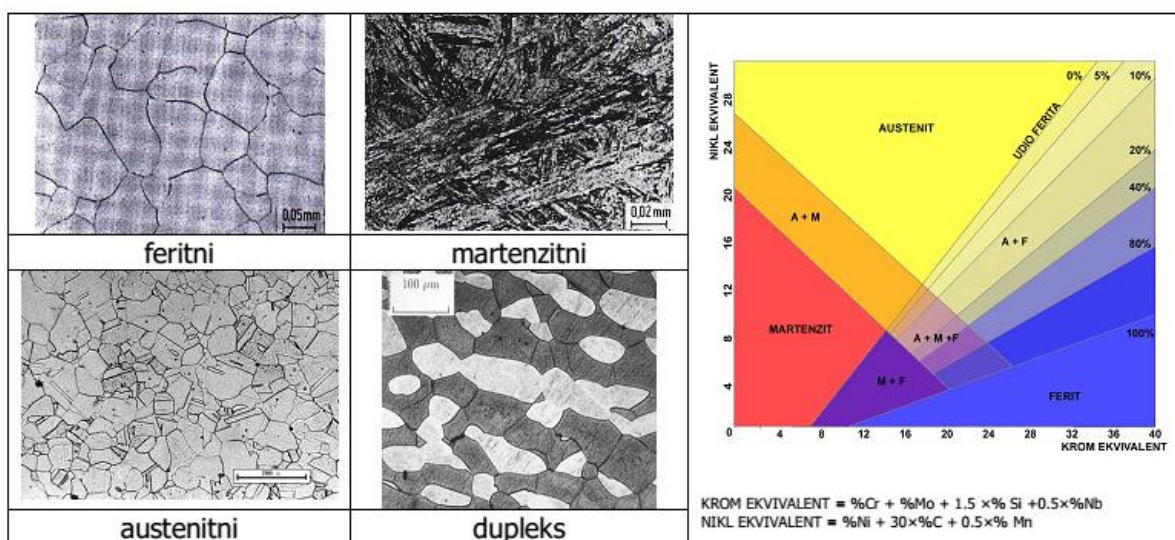 0,05mm
0,02mm
feritni
martenzitni
100 μm
austenitni
dupleks
NIKL EKVIVALENT
28
24
20
16
12
8
4
0
4
8
12
16
20
24
28
32
36
40
KROM EKVIVALENT
AUSTENIT
UDIO FERITA
0%
5%
10%
20%
40%
80%
100%
A + M
A + F
MARTENZIT
A + M +F
M + F
FERIT
KROM EKVIVALENT = %Cr + %Mo + 1.5 ×% Si +0.5×%Nb
NIKL EKVIVALENT = %Ni + 30×%C + 0.5×% Mn